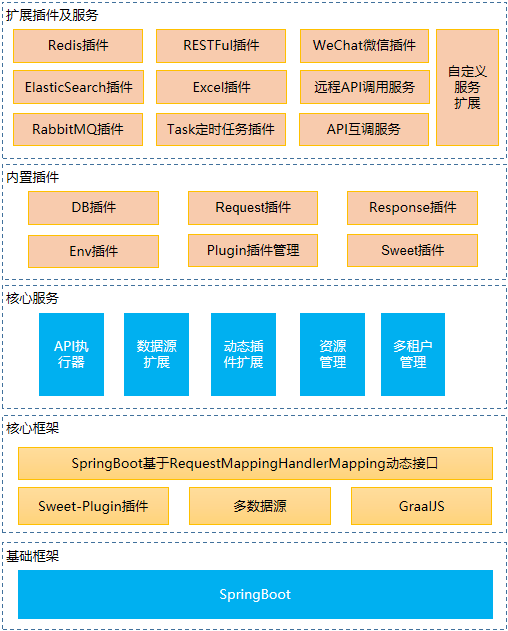 扩展插件及服务
Redis插件
RESTFul插件
WeChat微信插件
自定义
服务
扩展
ElasticSearch插件
Excel插件
远程API调用服务
RabbitMQ插件
Task定时任务插件
API互调服务
内置插件
DB插件
Request插件
Response插件
Env插件
Plugin插件管理
Sweet插件
核心服务
API执
行器
数据源
扩展
动态插
件扩展
资源
管理
多租户
管理
核心框架
SpringBoot基于RequestMappingHandlerMapping动态接口
Sweet-Plugin插件
多数据源
GraalJS
基础框架
SpringBoot